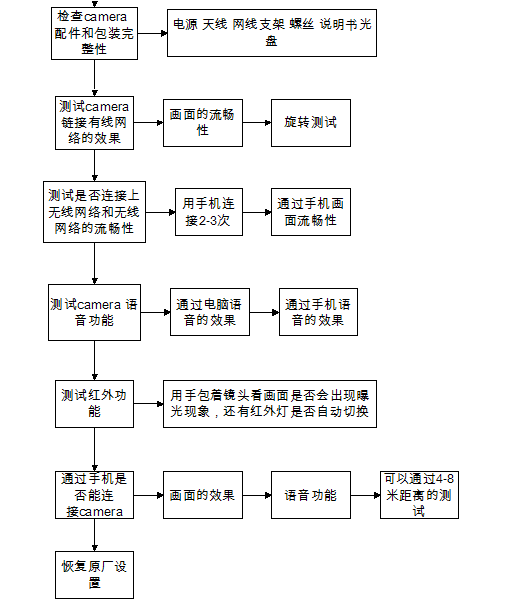 检查camera
配件和包装完
整性
电源 天线 网线支架 螺丝 说明书光
盘
测试camera
链接有线网
络的效果
画面的流畅
性
旋转测试
测试是否连接上
无线网络和无线
网络的流畅性
用手机连
接2-3次
通过手机画
面流畅性
测试camera 语
音功能
通过电脑语
音的效果
通过手机语
音的效果
测试红外功
能
用手包着镜头看画面是否会出现曝
光现象，还有红外灯是否自动切换
通过手机是
否能连
接camera
画面的效果
语音功能
可以通过4-8
米距离的测
试
恢复原厂设
置